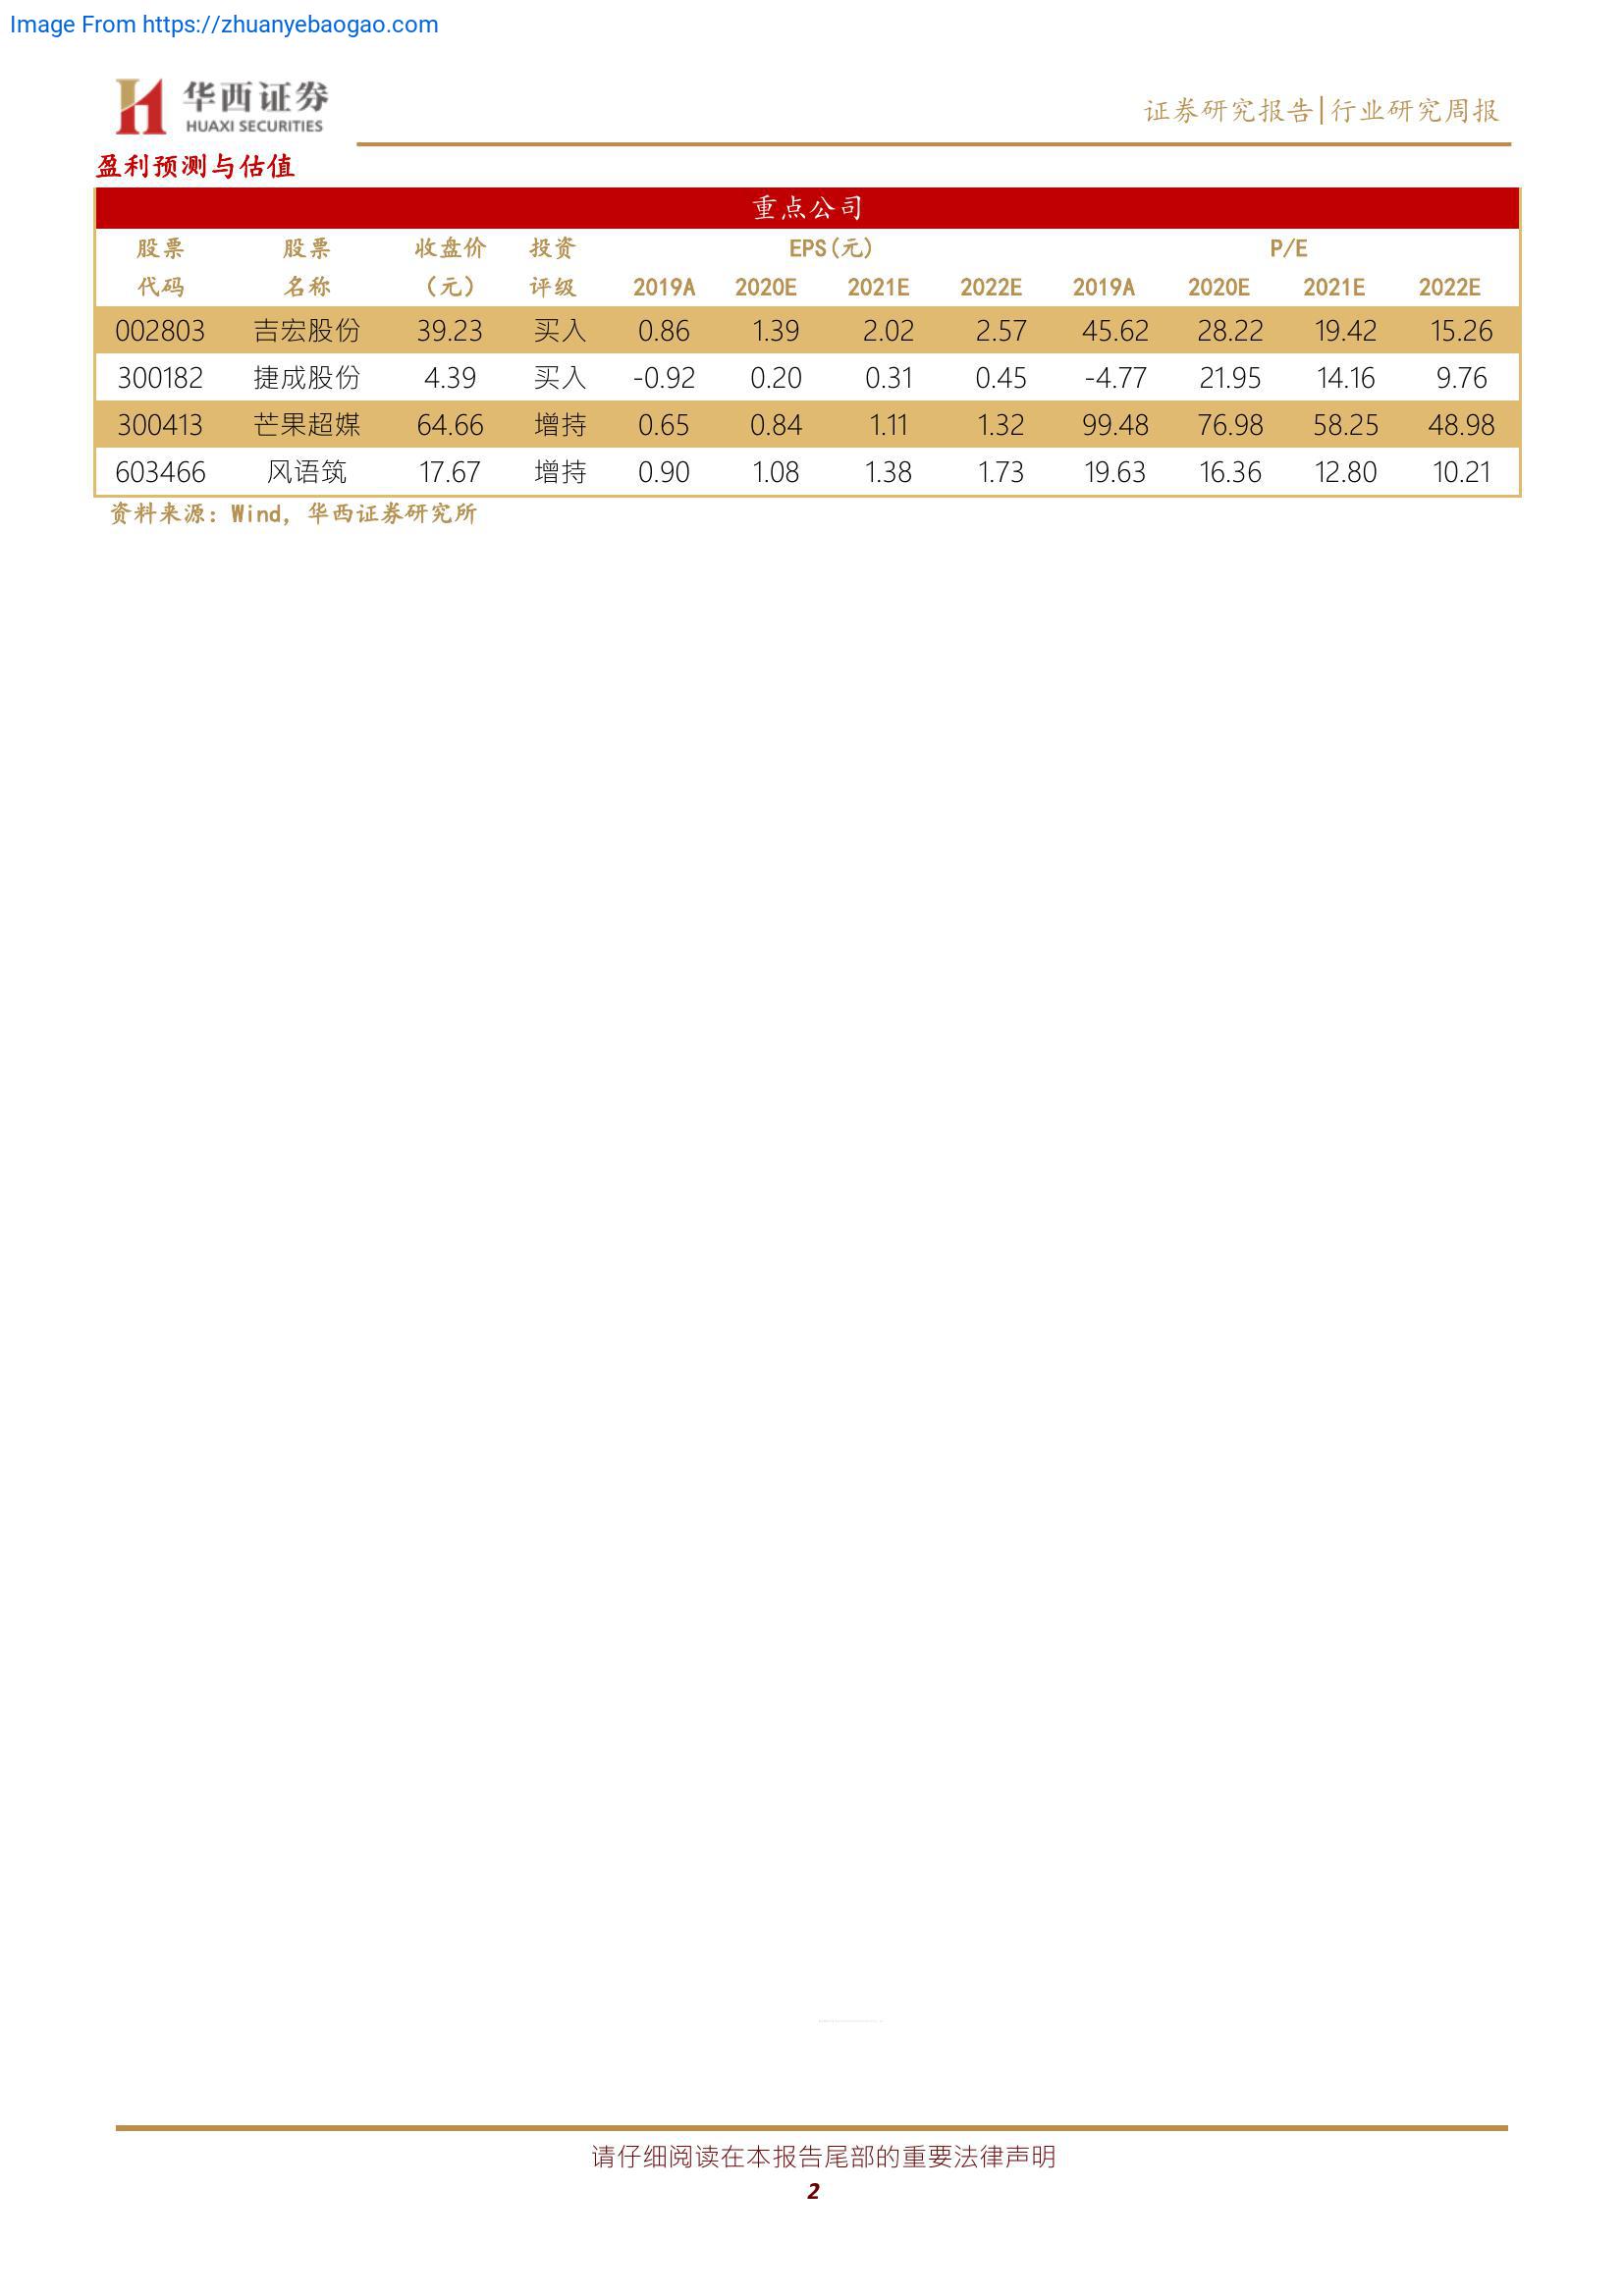 Image From https://zhuanyebaogao.com
华西证券
HUAXI SECURITIES
证券研究报告|行业研究周报
盈利预测与估值
重点公司
股票 股票 收盘价 投资 EPS(元) P/E
代码 名称 （元） 评级 2019A 2020E 2021E 2022E 2019A 2020E 2021E 2022E
002803 吉宏股份 39.23 买入 0.86 1.39 2.02 2.57 45.62 28.22 19.42 15.26
300182 捷成股份 4.39 买入 -0.92 0.20 0.31 0.45 -4.77 21.95 14.16 9.76
300413 芒果超媒 64.66 增持 0.65 0.84 1.11 1.32 99.48 76.98 58.25 48.98
603466 风语筑 17.67 增持 0.90 1.08 1.38 1.73 19.63 16.36 12.80 10.21
资料来源：Wind，华西证券研究所
请仔细阅读在本报告尾部的重要法律声明
2